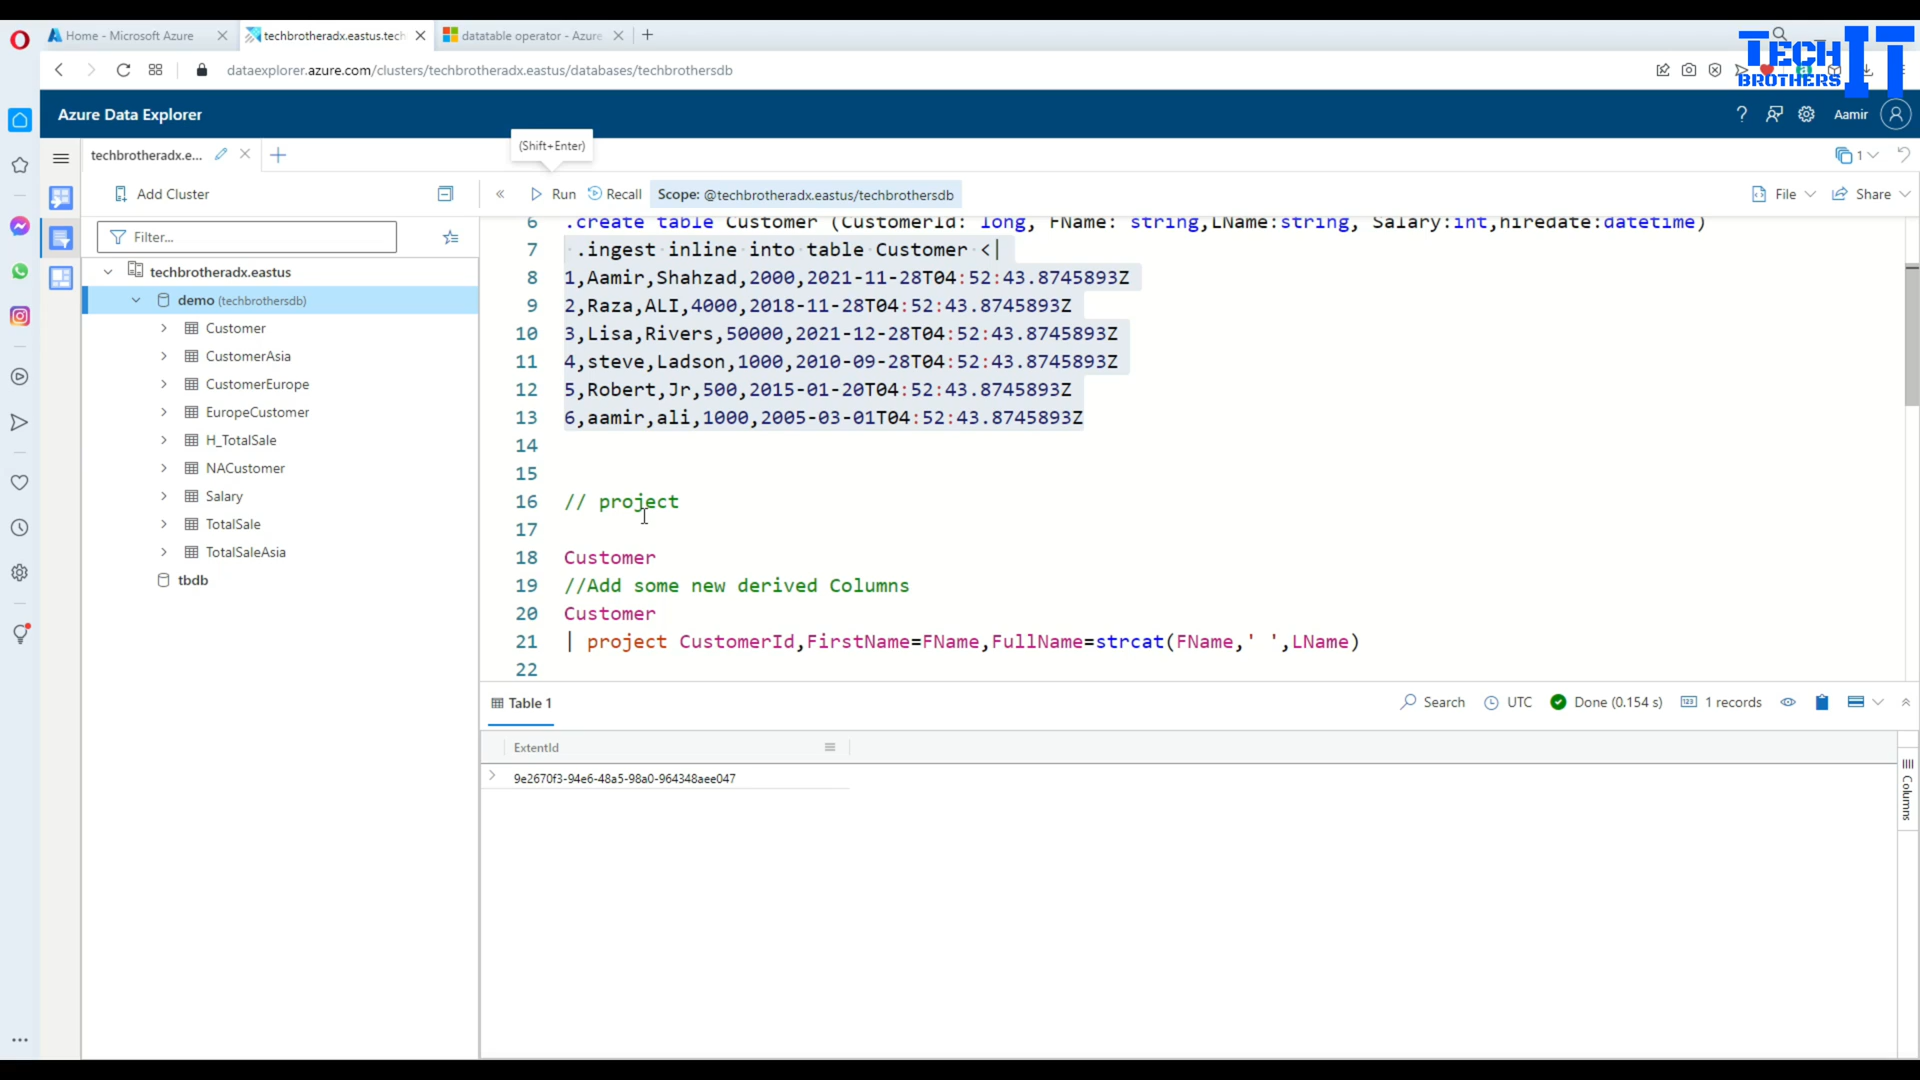 Home - Microsoft Azure
techbrotheradx.eastus.tech
datatable operator - Azure
TECH IT
BROTHERS
dataexplorer.azure.com/clusters/techbrotheradx.eastus/databases/techbrothersdb
Azure Data Explorer
Aamir
techbrotheradx.e...
(Shift+Enter)
1
Add Cluster
Run
Recall
Scope: @techbrotheradx.eastus/techbrothersdb
File
Share
Filter...
techbrotheradx.eastus
demo (techbrothersdb)
Customer
CustomerAsia
CustomerEurope
EuropeCustomer
H_TotalSale
NACustomer
Salary
TotalSale
TotalSaleAsia
tbdb
6 .create table Customer (CustomerId: long, FName: string,LName:string, Salary:int,hiredate:datetime)
7 .ingest inline into table Customer <|
8 1,Aamir,Shahzad,2000,2021-11-28T04:52:43.8745893Z
9 2,Raza,ALI,4000,2018-11-28T04:52:43.8745893Z
10 3,Lisa,Rivers,50000,2021-12-28T04:52:43.8745893Z
11 4,steve,Ladson,1000,2010-09-28T04:52:43.8745893Z
12 5,Robert,Jr,500,2015-01-20T04:52:43.8745893Z
13 6,aamir,ali,1000,2005-03-01T04:52:43.8745893Z
14
15
16 // project
17
18 Customer
19 //Add some new derived Columns
20 Customer
21 | project CustomerId,FirstName=FName,FullName=strcat(FName,' ',LName)
22
Table 1
Search
UTC
Done (0.154 s)
1 records
ExtentId
9e2670f3-94e6-48a5-98a0-964348aee047
Columns